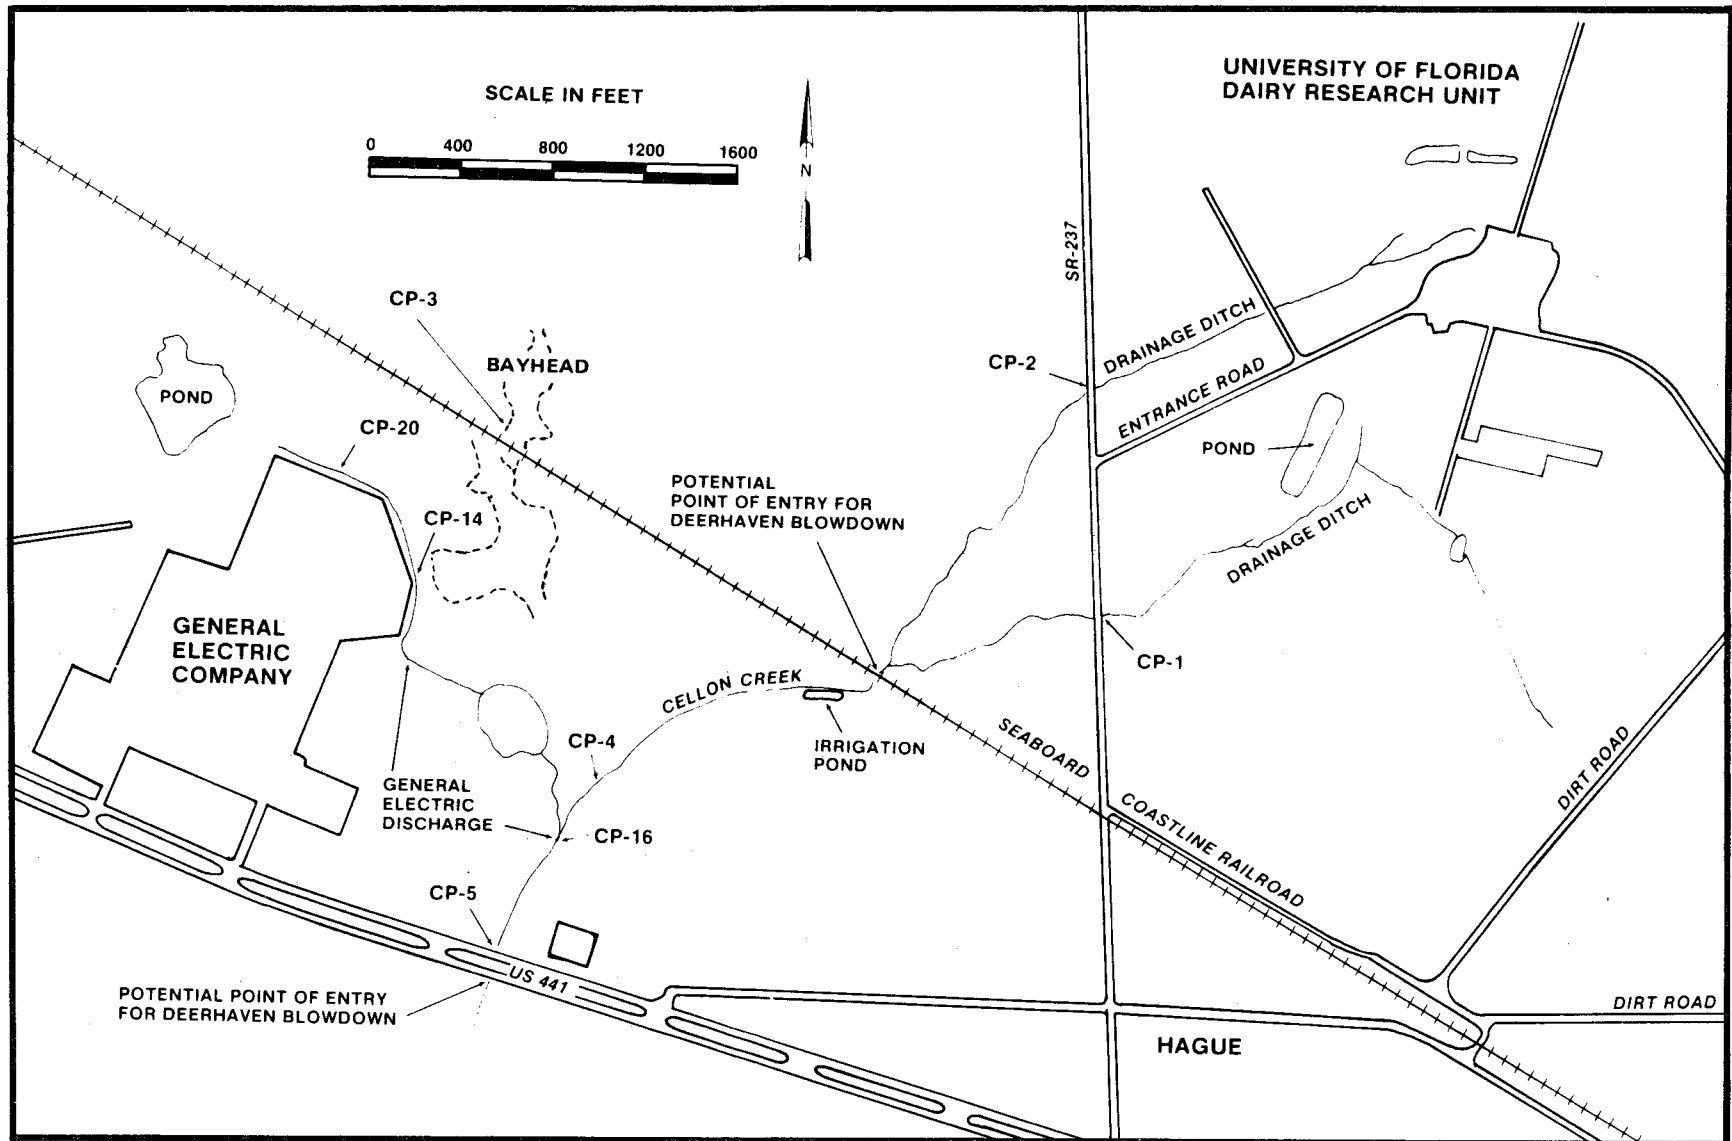 UNIVERSITY OF FLORIDA
DAIRY RESEARCH UNIT
SCALE IN FEET
0 400 800 1200 1600
N
SR-237
CP-3
BAYHEAD
DRAINAGE DITCH
CP-2
ENTRANCE ROAD
POND
CP-20
POND
POTENTIAL
POINT OF ENTRY FOR
DEERHAVEN BLOWDOWN
CP-14
DRAINAGE DITCH
GENERAL
ELECTRIC
COMPANY
CP-1
CELLON CREEK
CP-4
IRRIGATION
POND
SEABOARD
COASTLINE RAILROAD
DIRT ROAD
GENERAL
ELECTRIC
DISCHARGE
CP-16
CP-5
US 441
POTENTIAL POINT OF ENTRY
FOR DEERHAVEN BLOWDOWN
DIRT ROAD
HAGUE